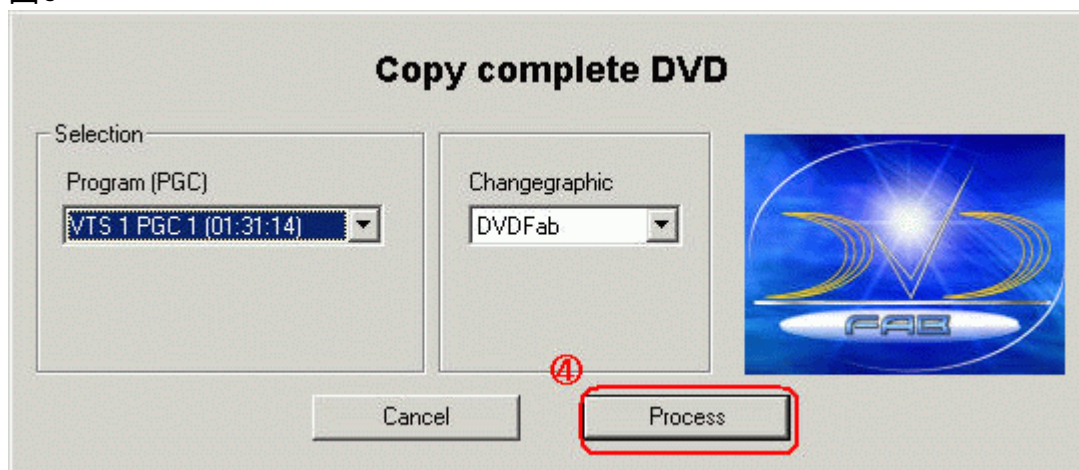 Copy complete DVD
Selection
Program (PGC)
Changegraphic
VTS 1 PGC 1 (01:31:14)
DVDFab
DVD
FAB
④
Cancel
Process